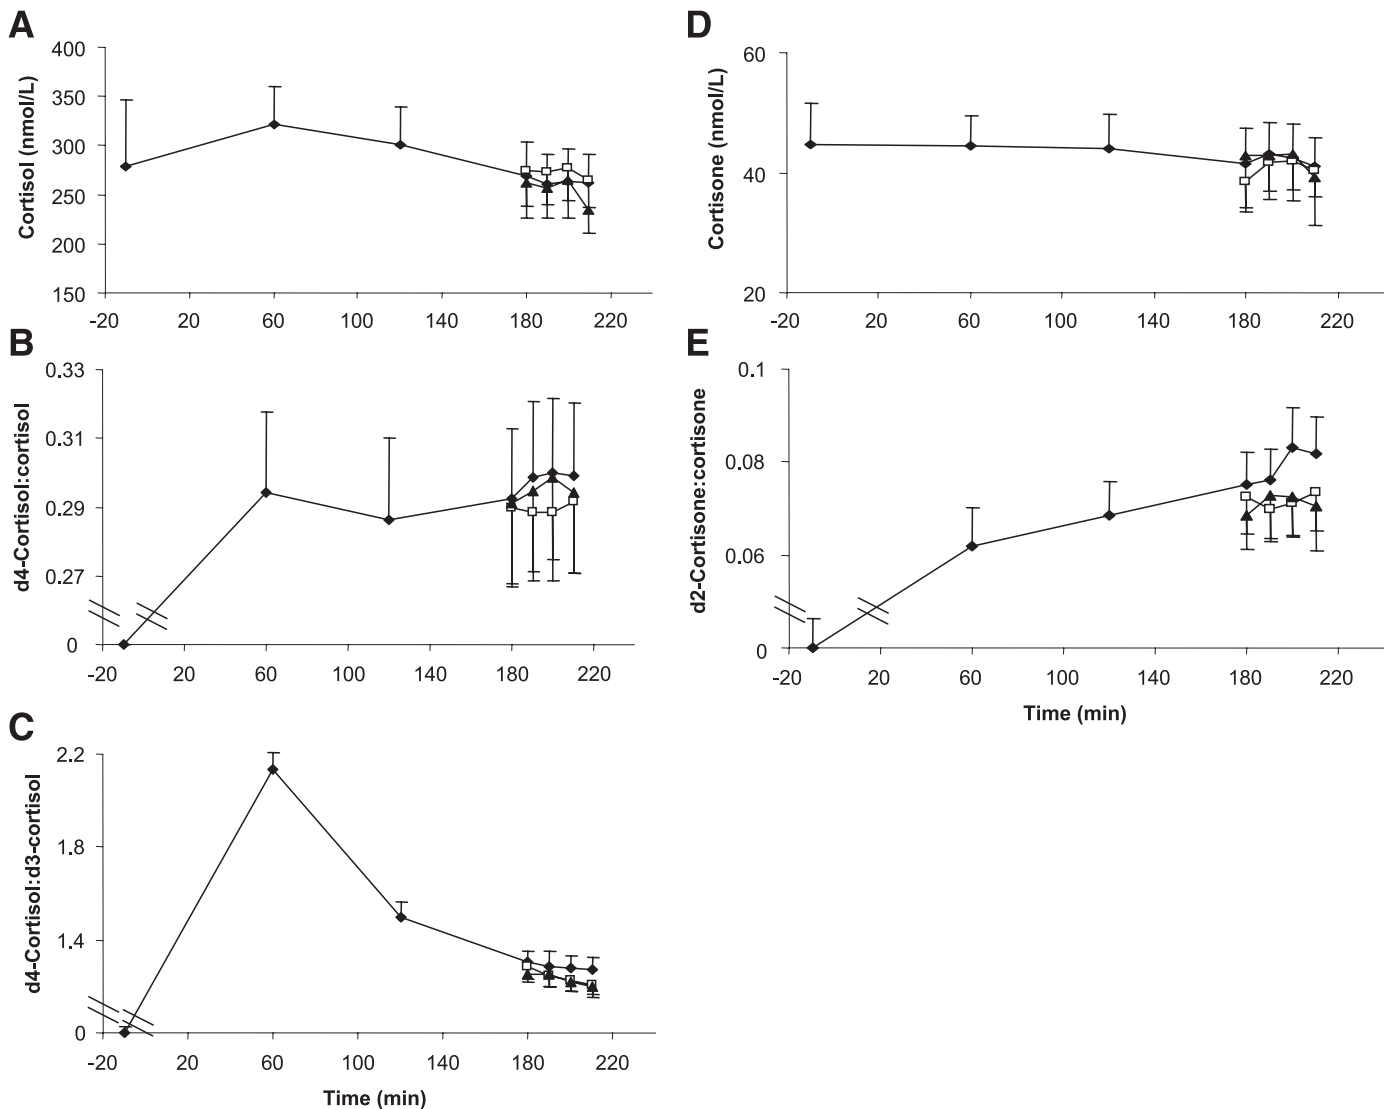 A
Cortisol (nmol/L)
400
350
300
250
200
150
-20 20 60 100 140 180 220
B
d4-Cortisol:cortisol
0.33
0.31
0.29
0.27
0
-20 20 60 100 140 180 220
C
d4-Cortisol:d3-cortisol
2.2
1.8
1.4
0
-20 20 60 100 140 180 220
Time (min)
D
Cortisone (nmol/L)
60
40
20
-20 20 60 100 140 180 220
E
d2-Cortisone:cortisone
0.1
0.08
0.06
0
-20 20 60 100 140 180 220
Time (min)